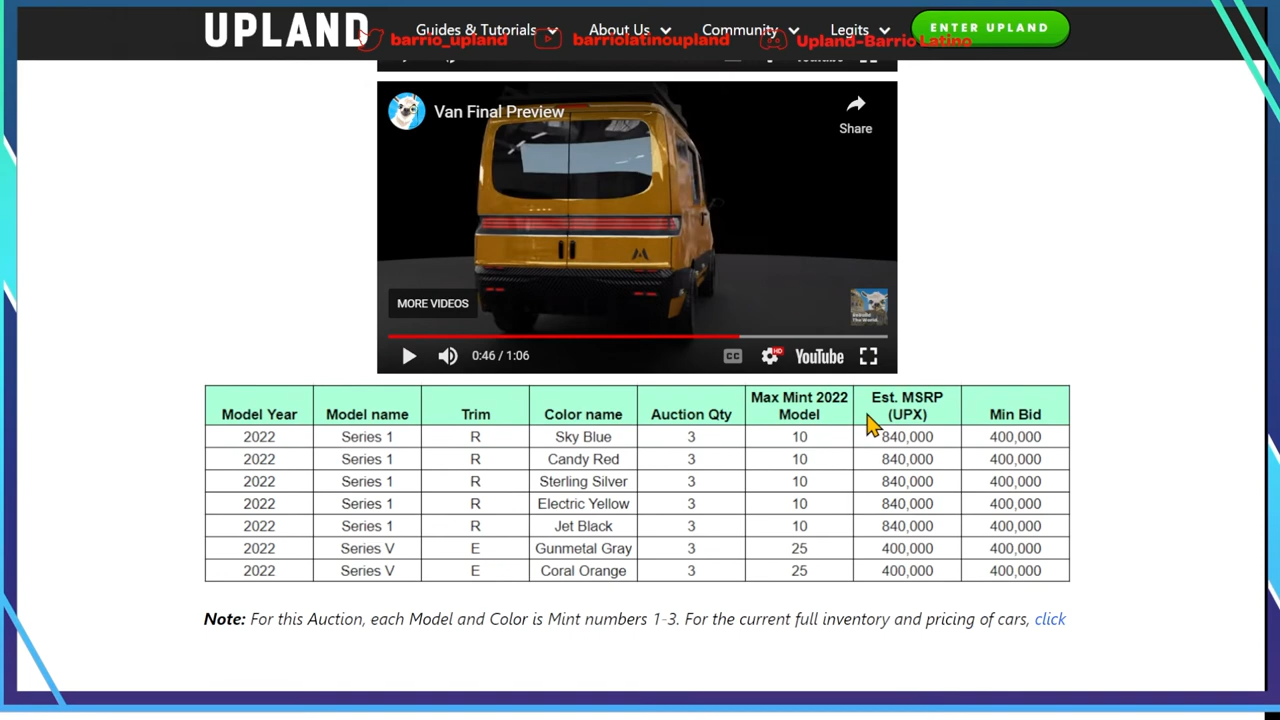 UPLAND Guides & Tutorials About Us Community Legits ENTER UPLAND
barrio_upland barriolatinoupland Upland-Barrio Latino
Van Final Preview
Share
MORE VIDEOS
0:46 / 1:06 CC HD YouTube
Model Year Model name Trim Color name Auction Qty Max Mint 2022 Model Est. MSRP (UPX) Min Bid
2022 Series 1 R Sky Blue 3 10 840,000 400,000
2022 Series 1 R Candy Red 3 10 840,000 400,000
2022 Series 1 R Sterling Silver 3 10 840,000 400,000
2022 Series 1 R Electric Yellow 3 10 840,000 400,000
2022 Series 1 R Jet Black 3 10 840,000 400,000
2022 Series V E Gunmetal Gray 3 25 400,000 400,000
2022 Series V E Coral Orange 3 25 400,000 400,000
Note: For this Auction, each Model and Color is Mint numbers 1-3. For the current full inventory and pricing of cars, click